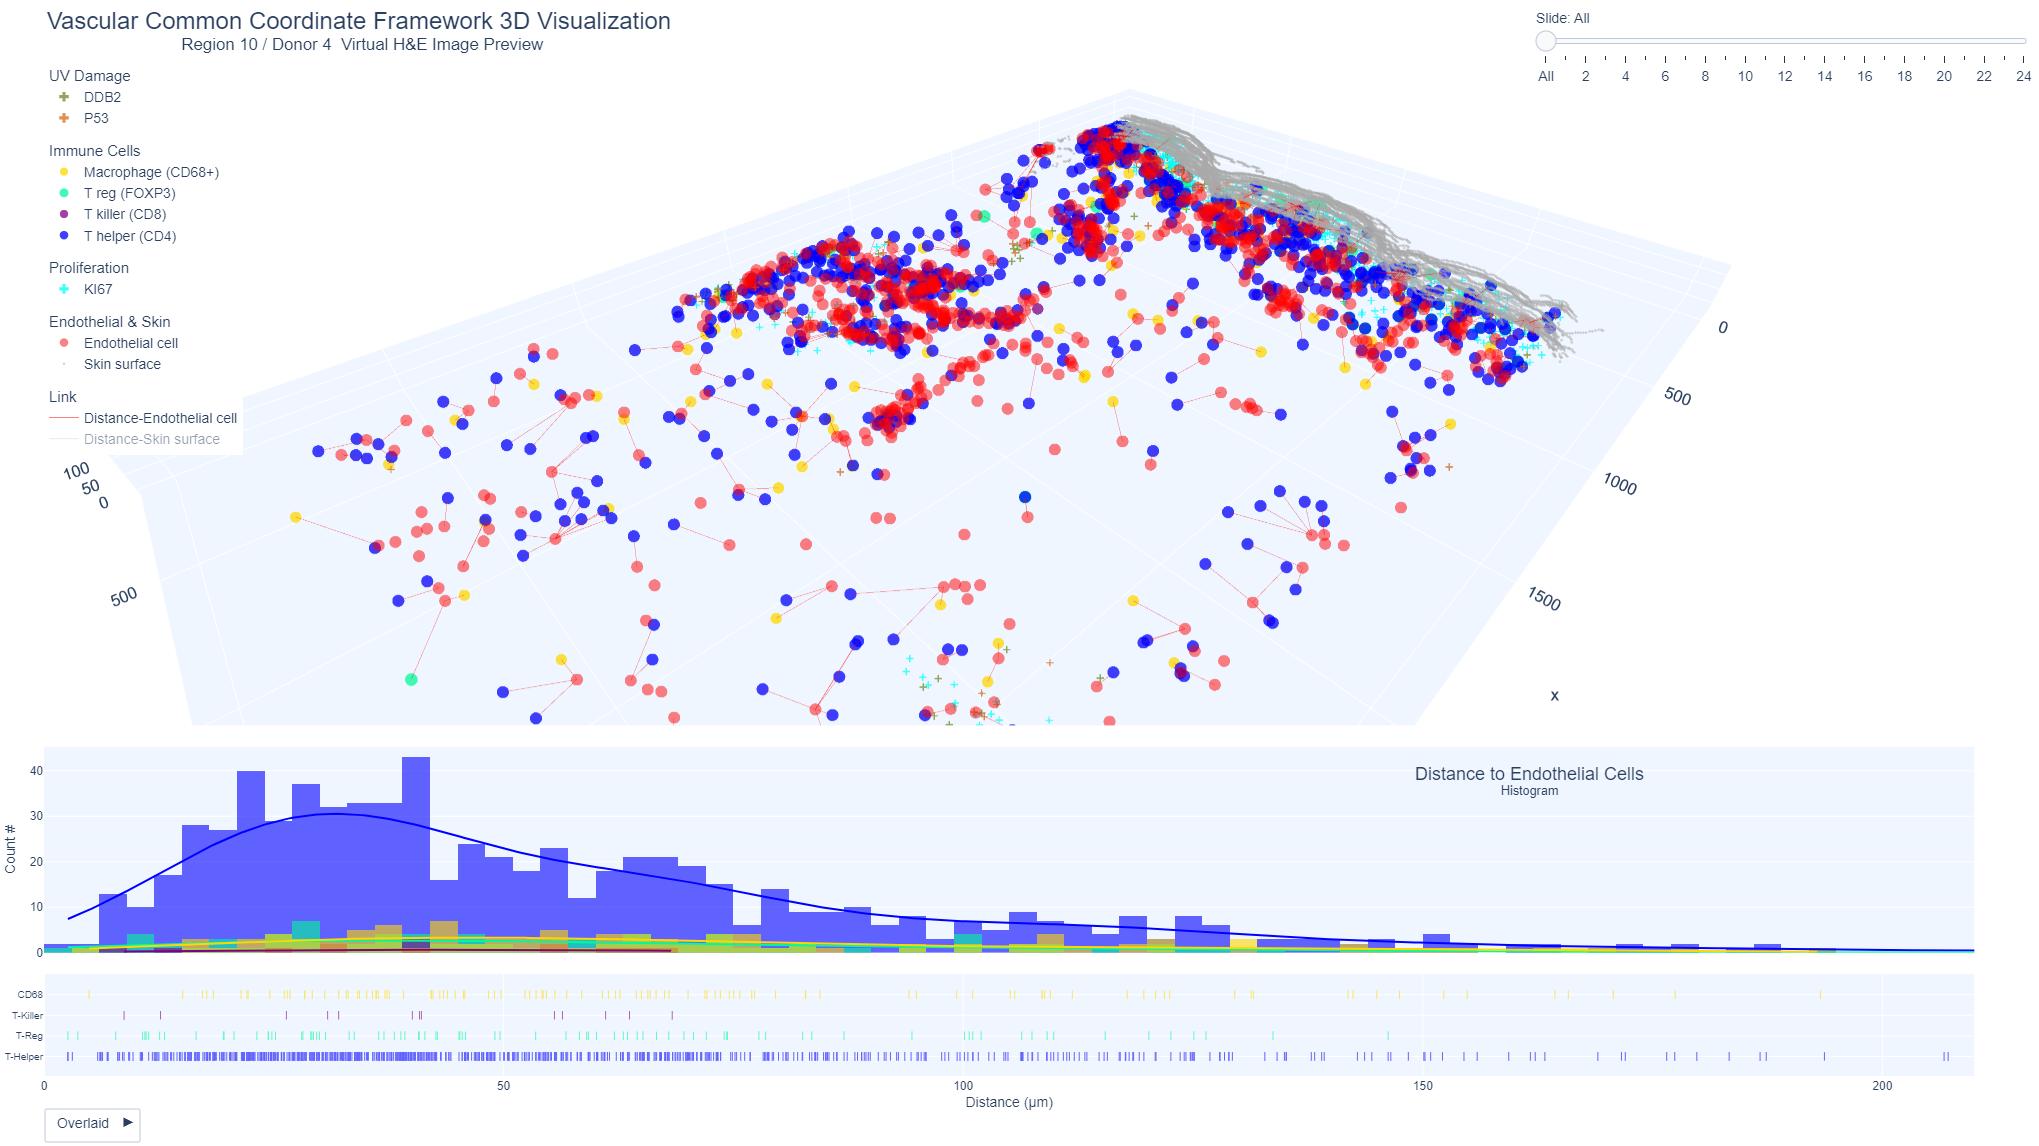 Vascular Common Coordinate Framework 3D Visualization
Region 10 / Donor 4  Virtual H&E Image Preview
Slide: All
All 2 4 6 8 10 12 14 16 18 20 22 24
UV Damage
DDB2
P53
Immune Cells
Macrophage (CD68+)
T reg (FOXP3)
T killer (CD8)
T helper (CD4)
Proliferation
KI67
Endothelial & Skin
Endothelial cell
Skin surface
Link
Distance-Endothelial cell
Distance-Skin surface
100
50
0
500
0
500
1000
1500
x
Distance to Endothelial Cells
Histogram
Count #
40
30
20
10
0
CD68
T-Killer
T-Reg
T-Helper
0 50 100 150 200
Distance (µm)
Overlaid ►